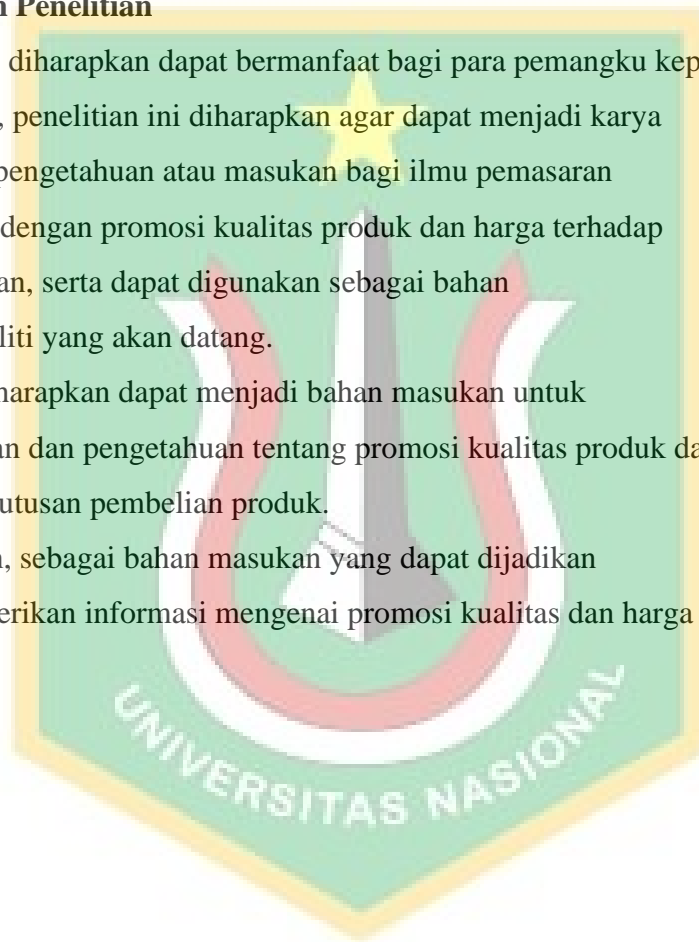 n Penelitian
diharapkan dapat bermanfaat bagi para pemangku kep
, penelitian ini diharapkan agar dapat menjadi karya
pengetahuan atau masukan bagi ilmu pemasaran
dengan promosi kualitas produk dan harga terhadap
an, serta dapat digunakan sebagai bahan
liti yang akan datang.
harapkan dapat menjadi bahan masukan untuk
an dan pengetahuan tentang promosi kualitas produk da
utusan pembelian produk.
, sebagai bahan masukan yang dapat dijadikan
erikan informasi mengenai promosi kualitas dan harga
UNIVERSITAS NASIONAL